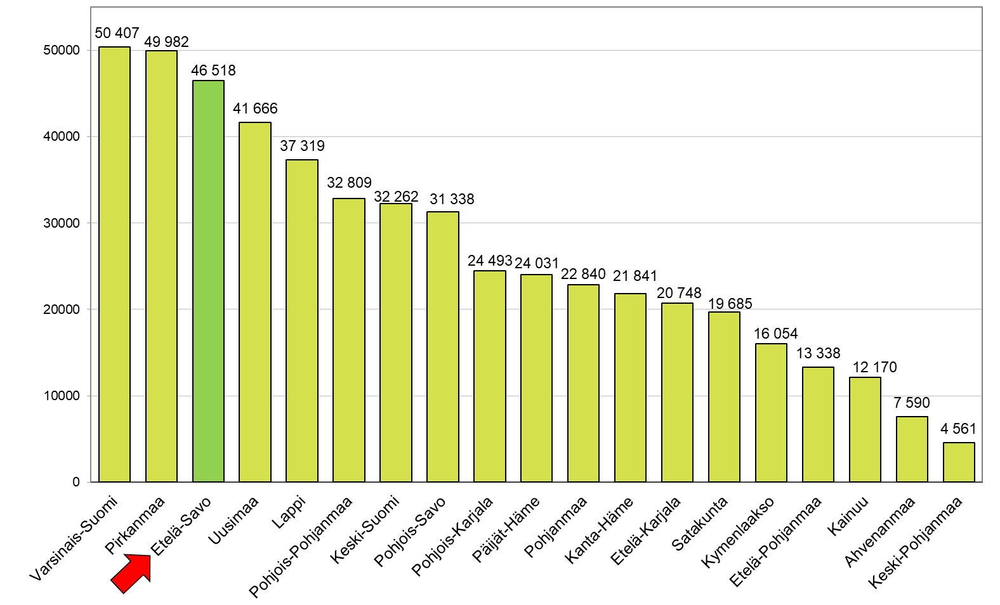 50 407
49 982
46 518
41 666
37 319
32 809
32 262
31 338
24 493
24 031
22 840
21 841
20 748
19 685
16 054
13 338
12 170
7 590
4 561
50000
40000
30000
20000
10000
0
Varsinais-Suomi
Pirkanmaa
Etelä-Savo
Uusimaa
Lappi
Pohjois-Pohjanmaa
Keski-Suomi
Pohjois-Savo
Pohjois-Karjala
Päijät-Häme
Pohjanmaa
Kanta-Häme
Etelä-Karjala
Satakunta
Kymenlaakso
Etelä-Pohjanmaa
Kainuu
Ahvenanmaa
Keski-Pohjanmaa